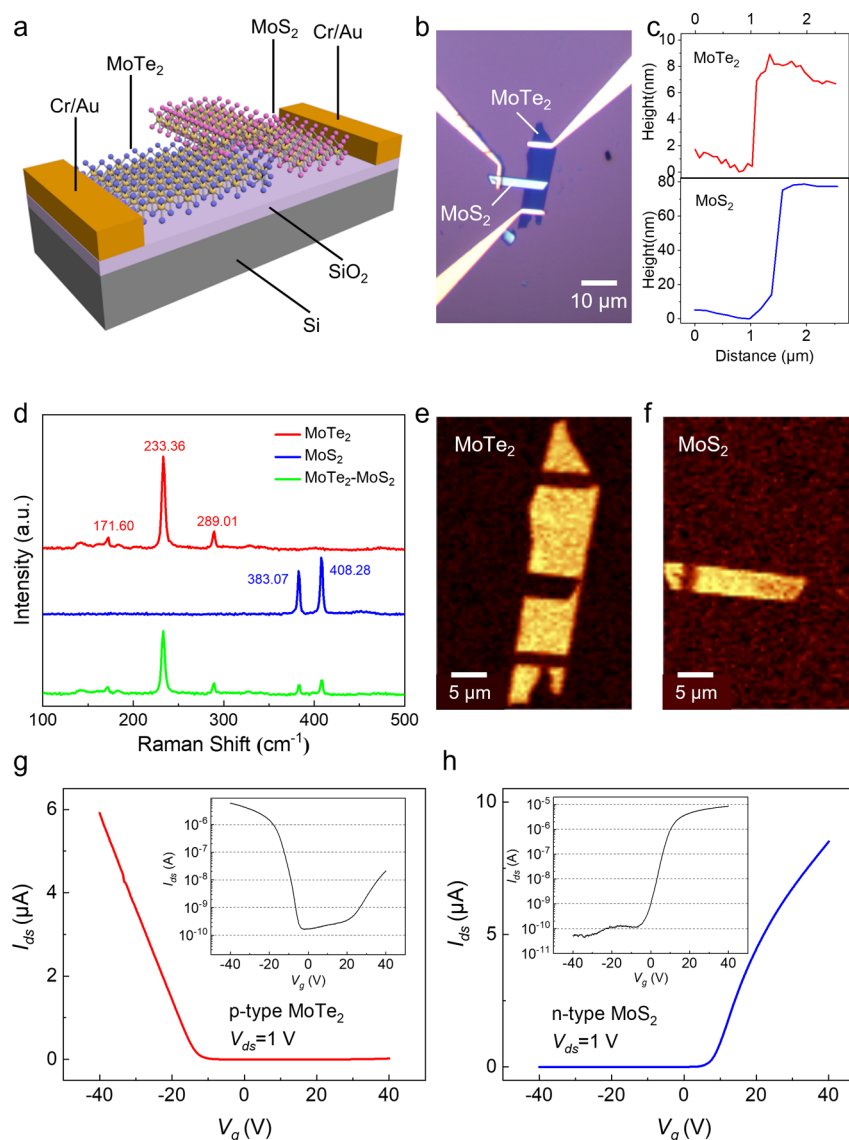 a
MoS2
Cr/Au
MoTe2
Cr/Au
SiO2
Si
b
MoTe2
MoS2
10 μm
c
0 1 2
10
8
6
4
2
0
Height(nm)
MoTe2
80
60
40
20
0
Height(nm)
MoS2
0 1 2
Distance (μm)
d
Intensity (a.u.)
233.36
171.60
289.01
383.07
408.28
MoTe2
MoS2
MoTe2-MoS2
100 200 300 400 500
Raman Shift (cm-1)
e
MoTe2
5 μm
f
MoS2
5 μm
g
6
4
2
0
Ids (μA)
10-6
10-8
10-10
Ids (A)
-40 -20 0 20 40
Vg (V)
p-type MoTe2
Vds=1 V
-40 -20 0 20 40
Vg (V)
h
10
5
0
Ids (μA)
10-5
10-6
10-7
10-8
10-9
10-10
10-11
Ids (A)
-40 -20 0 20 40
Vg (V)
n-type MoS2
Vds=1 V
-40 -20 0 20 40
Vg (V)